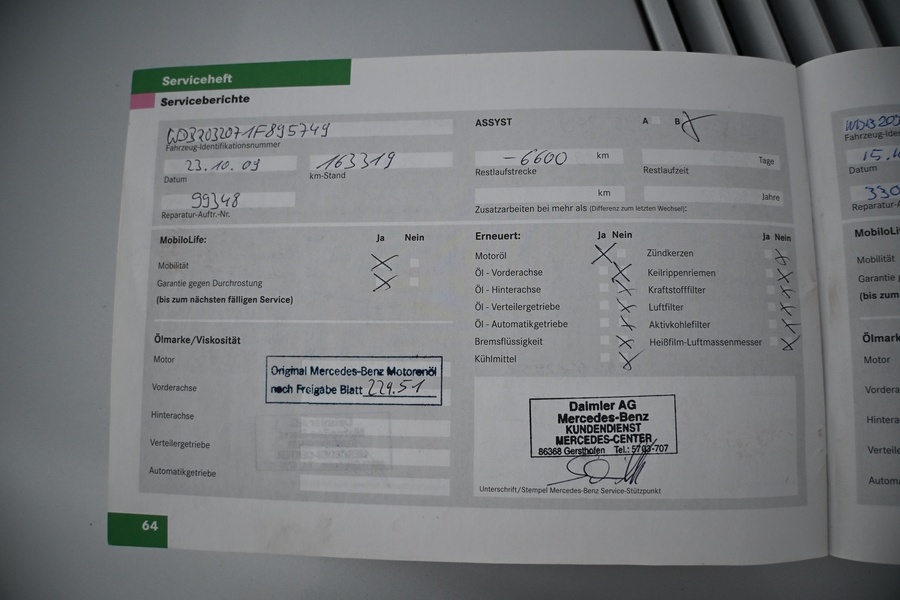 Serviceheft
Serviceberichte
WDB2032071F895749
Fahrzeug-Identifikationsnummer
23.10.09 163319
Datum km-Stand
99348
Reparatur-Auftr.-Nr.
ASSYST A B
-6600 km Tage
Restlaufstrecke Restlaufzeit
km Jahre
Zusatzarbeiten bei mehr als (Differenz zum letzten Wechsel):
MobiloLife: Ja Nein
Mobilität
Garantie gegen Durchrostung
(bis zum nächsten fälligen Service)
Erneuert: Ja Nein Ja Nein
Motoröl Zündkerzen
Öl - Vorderachse Keilrippenriemen
Öl - Hinterachse Kraftstofffilter
Öl - Verteilergetriebe Luftfilter
Öl - Automatikgetriebe Aktivkohlefilter
Bremsflüssigkeit Heißfilm-Luftmassenmesser
Kühlmittel
Ölmarke/Viskosität
Motor
Vorderachse
Hinterachse
Verteilergetriebe
Automatikgetriebe
Original Mercedes-Benz Motorenöl
nach Freigabe Blatt 229.51
Daimler AG
Mercedes-Benz
KUNDENDIENST
MERCEDES-CENTER
86368 Gersthofen Tel.: 5703-707
Unterschrift/Stempel Mercedes-Benz Service-Stützpunkt
64
WDB203
Fahrzeug-Ide
15.
Datum
330
Reparatur-A
MobiloLi
Mobilität
Garantie
(bis zum
Ölmark
Motor
Vordera
Hintera
Verteile
Autom